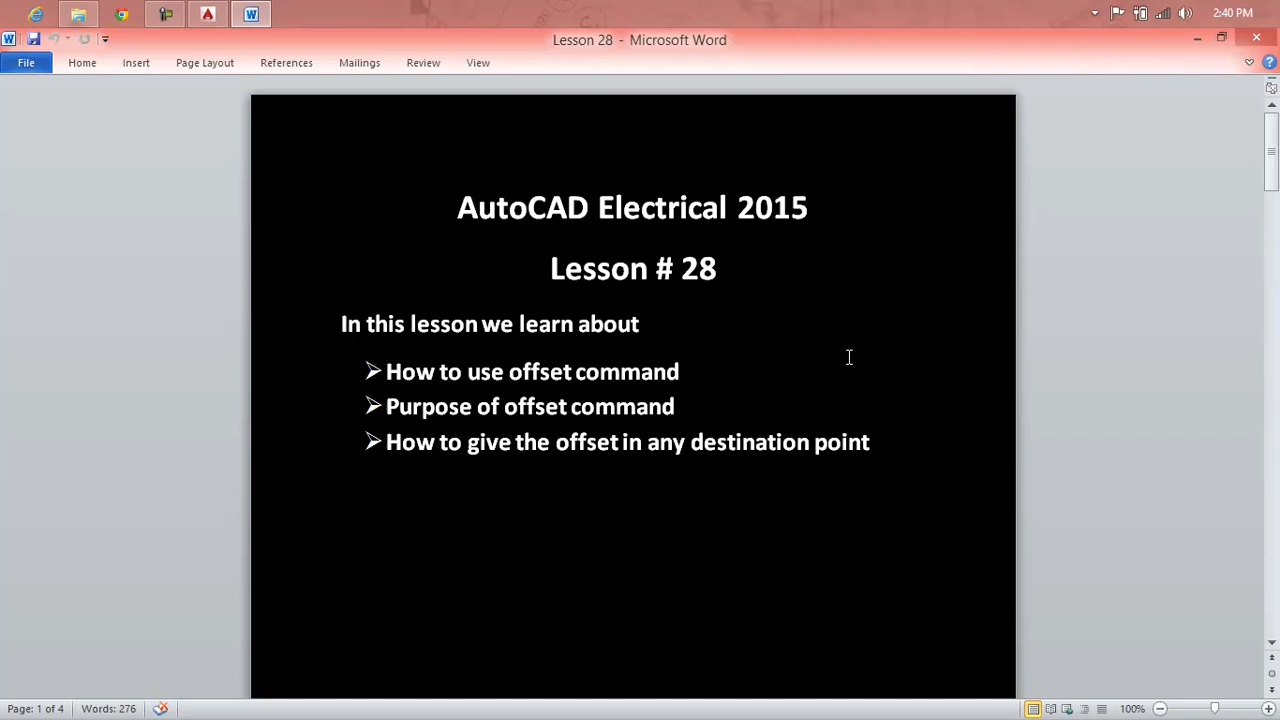 2:40 PM
Lesson 28 - Microsoft Word
File Home Insert Page Layout References Mailings Review View
AutoCAD Electrical 2015
Lesson # 28
In this lesson we learn about
How to use offset command
Purpose of offset command
How to give the offset in any destination point
Page: 1 of 4 Words: 276 100%